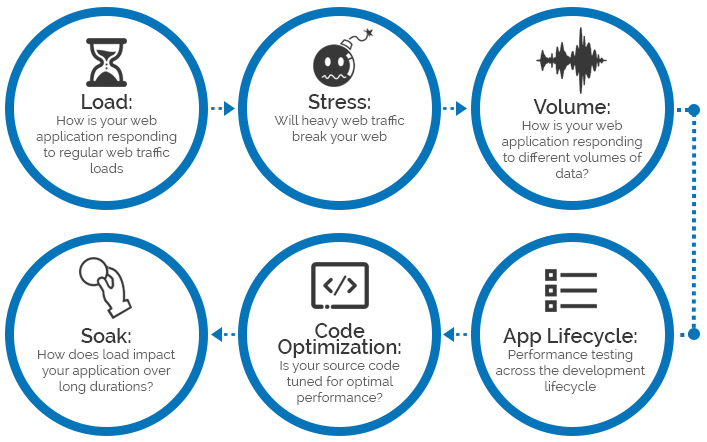 Load:
How is your web
application responding
to regular web traffic
loads
Stress:
Will heavy web traffic
break your web
Volume:
How is your web
application responding
to different volumes of
data?
App Lifecycle:
Performance testing
across the development
lifecycle
</>
Code
Optimization:
Is your source code
tuned for optimal
performance?
Soak:
How does load impact
your application over
long durations?